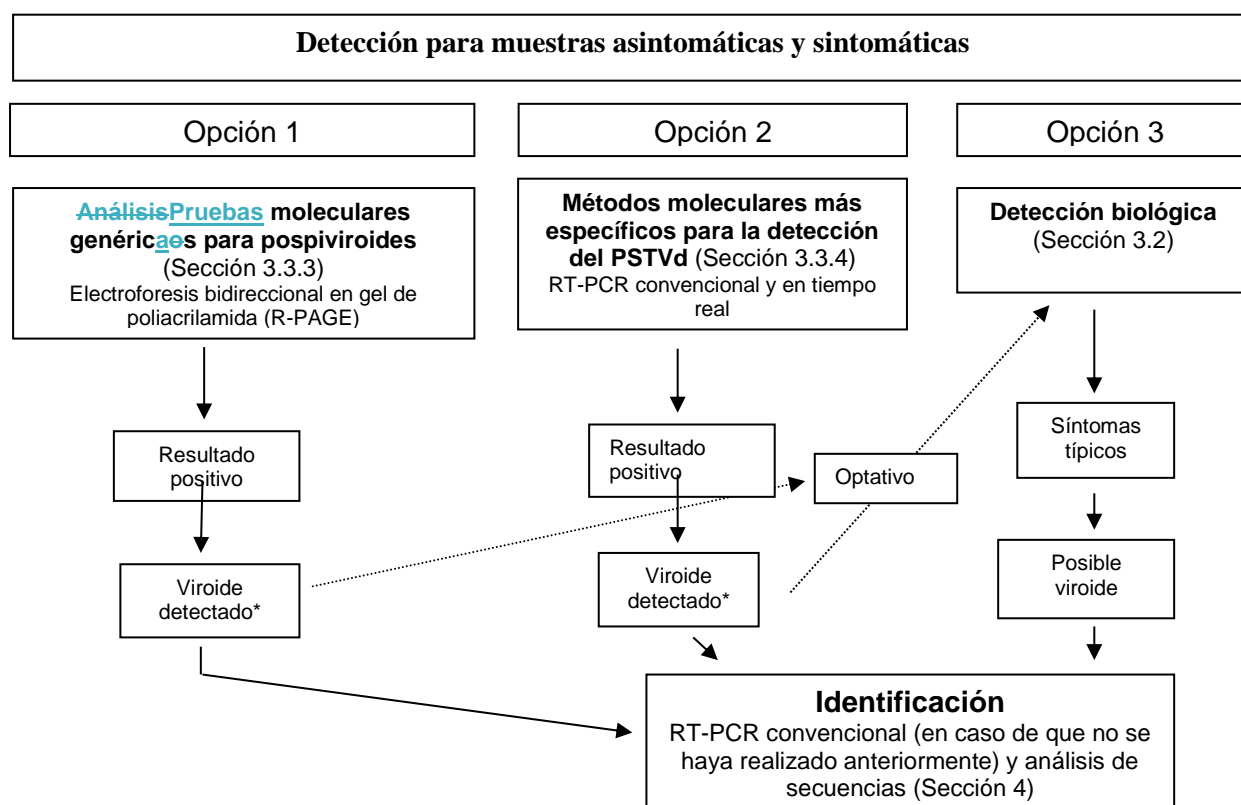 Detección para muestras asintomáticas y sintomáticas
Opción 1
Opción 2
Opción 3
AnálisisPruebas moleculares
genéricaos para pospiviroides
(Sección 3.3.3)
Electroforesis bidireccional en gel de
poliacrilamida (R-PAGE)
Métodos moleculares más
específicos para la detección
del PSTVd (Sección 3.3.4)
RT-PCR convencional y en tiempo
real
Detección biológica
(Sección 3.2)
Resultado
positivo
Resultado
positivo
Optativo
Síntomas
típicos
Viroide
detectado*
Viroide
detectado*
Posible
viroide
Identificación
RT-PCR convencional (en caso de que no se
haya realizado anteriormente) y análisis de
secuencias (Sección 4)